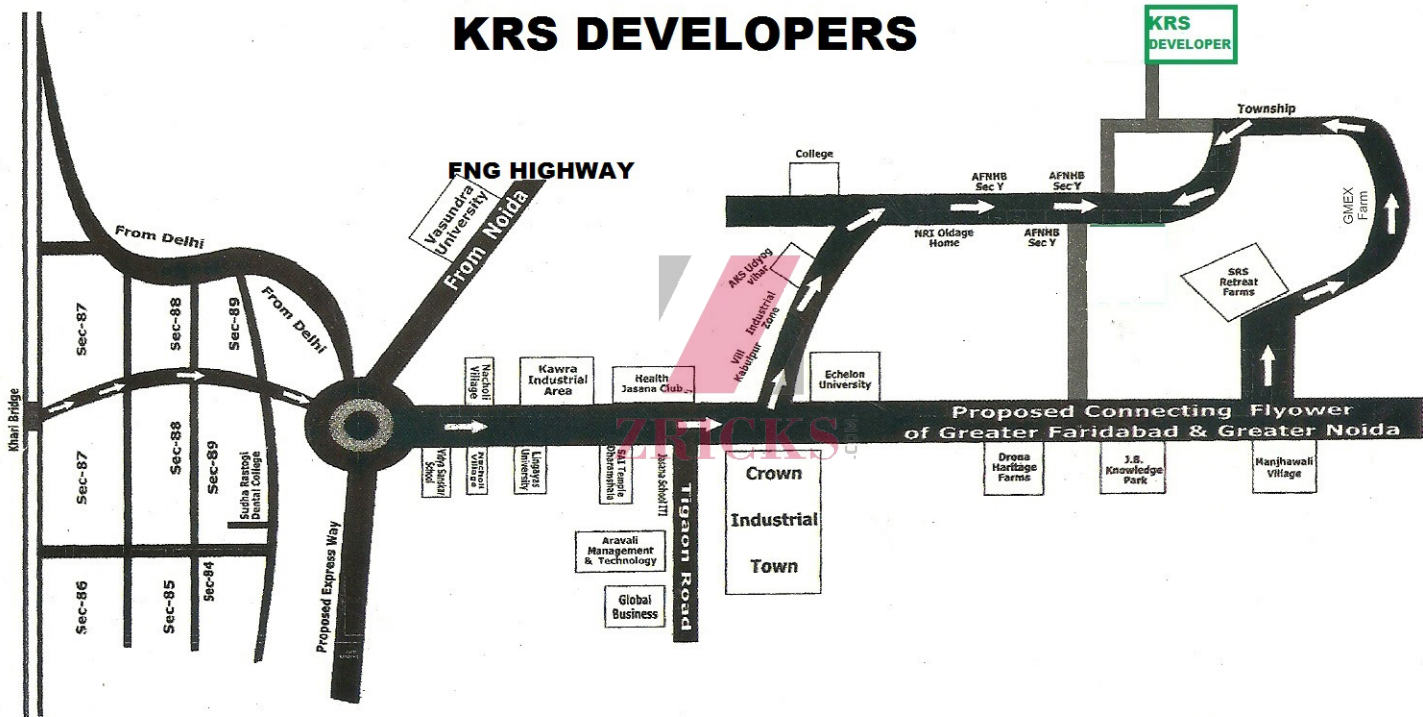 KRS DEVELOPERS
KRS
DEVELOPER
Township
College
FNG HIGHWAY
AFNHB
Sec Y
AFNHB
Sec Y
Vasundra
University
From Noida
GMEX
Farm
From Delhi
NRI Oldage
Home
AFNHB
Sec Y
AKS Udyog
Vihar
SRS
Retreat
Farms
Sec-87
Sec-88
Sec-89
From Delhi
Vill Industrial
Kabulpur Zone
Khari Bridge
Nacholi
Village
Kawra
Industrial
Area
Health
Jasana Club
Echelon
University
Proposed Connecting Flyower
of Greater Faridabad & Greater Noida
ZRICKS
.COM
Sec-87
Sec-88
Sec-89
Sudha Rastogi
Dental College
Vidya Sanskar
School
Nacholi
Village
Lingayas
University
SAI Temple
Dharamshala
Jasana School ITI
Tigaon Road
Crown
Industrial
Town
Drona
Haritage
Farms
J.B.
Knowledge
Park
Manjhawali
Village
Aravali
Management
& Technology
Global
Business
Proposed Express Way
Sec-86
Sec-85
Sec-84